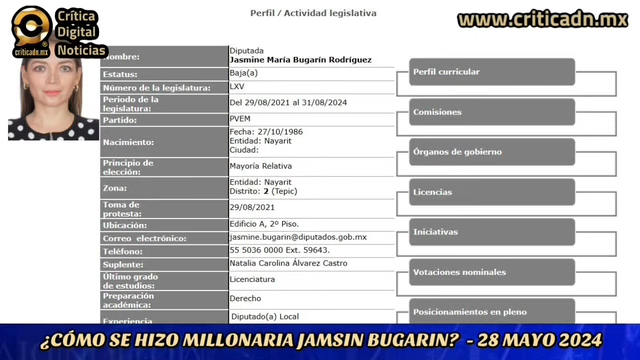 Perfil / Actividad legislativa
www.criticadn.mx
Crítica
Digital
Noticias
criticadn.mx
Nombre:
Diputada
Jasmine María Bugarín Rodríguez
Estatus:
Baja(a)
Número de la legislatura:
LXV
Periodo de la
legislatura:
Del 29/08/2021 al 31/08/2024
Partido:
PVEM
Nacimiento:
Fecha: 27/10/1986
Entidad: Nayarit
Ciudad:
Principio de
elección:
Mayoría Relativa
Zona:
Entidad: Nayarit
Distrito: 2 (Tepic)
Toma de
protesta:
29/08/2021
Ubicación:
Edificio A, 2º Piso.
Correo electrónico:
jasmine.bugarin@diputados.gob.mx
Teléfono:
55 5036 0000 Ext. 59643.
Suplente:
Natalia Carolina Álvarez Castro
Último grado
de estudios:
Licenciatura
Preparación
académica:
Derecho
Experiencia
Diputado(a) Local
Perfil curricular
Comisiones
Órganos de gobierno
Licencias
Iniciativas
Votaciones nominales
Posicionamientos en pleno
¿CÓMO SE HIZO MILLONARIA JAMSIN BUGARIN? - 28 MAYO 2024